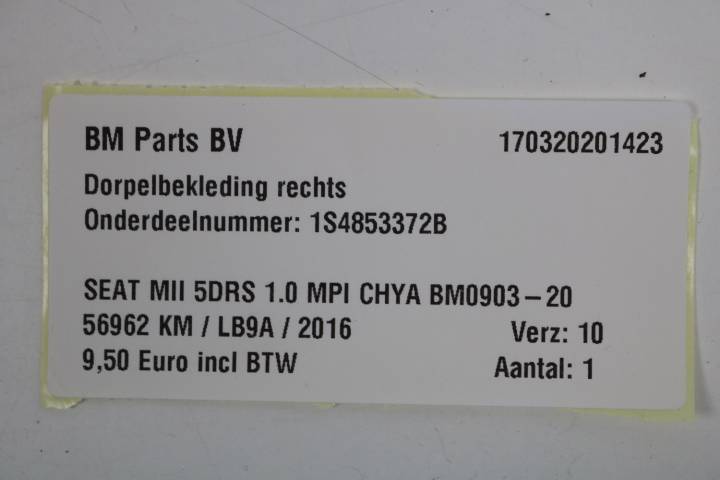 BM Parts BV 170320201423
Dorpelbekleding rechts
Onderdeelnummer: 1S4853372B
SEAT MII 5DRS 1.0 MPI CHYA BM0903-20
56962 KM / LB9A / 2016 Verz: 10
9,50 Euro incl BTW Aantal: 1